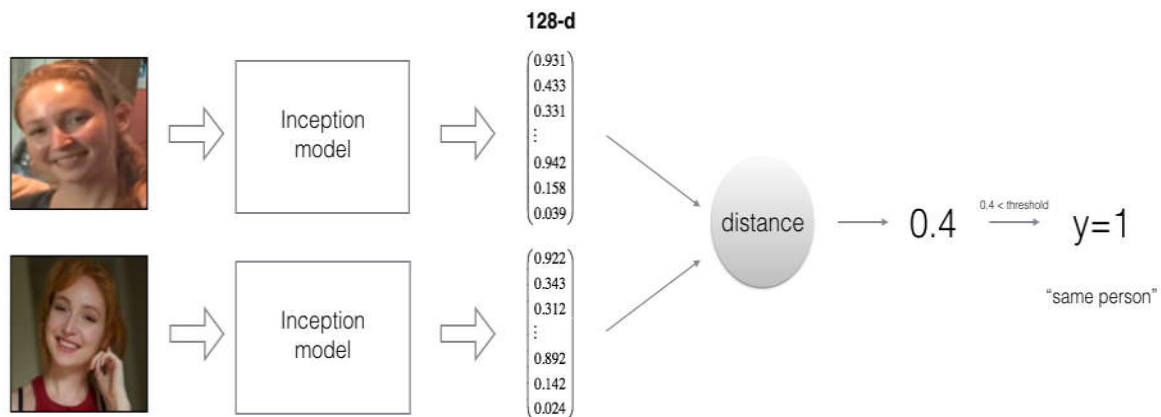 128-d
0.931
0.433
0.331
⋮
0.942
0.158
0.039
Inception
model
distance
0.4
0.4 < threshold
y=1
"same person"
0.922
0.343
0.312
⋮
0.892
0.142
0.024
Inception
model